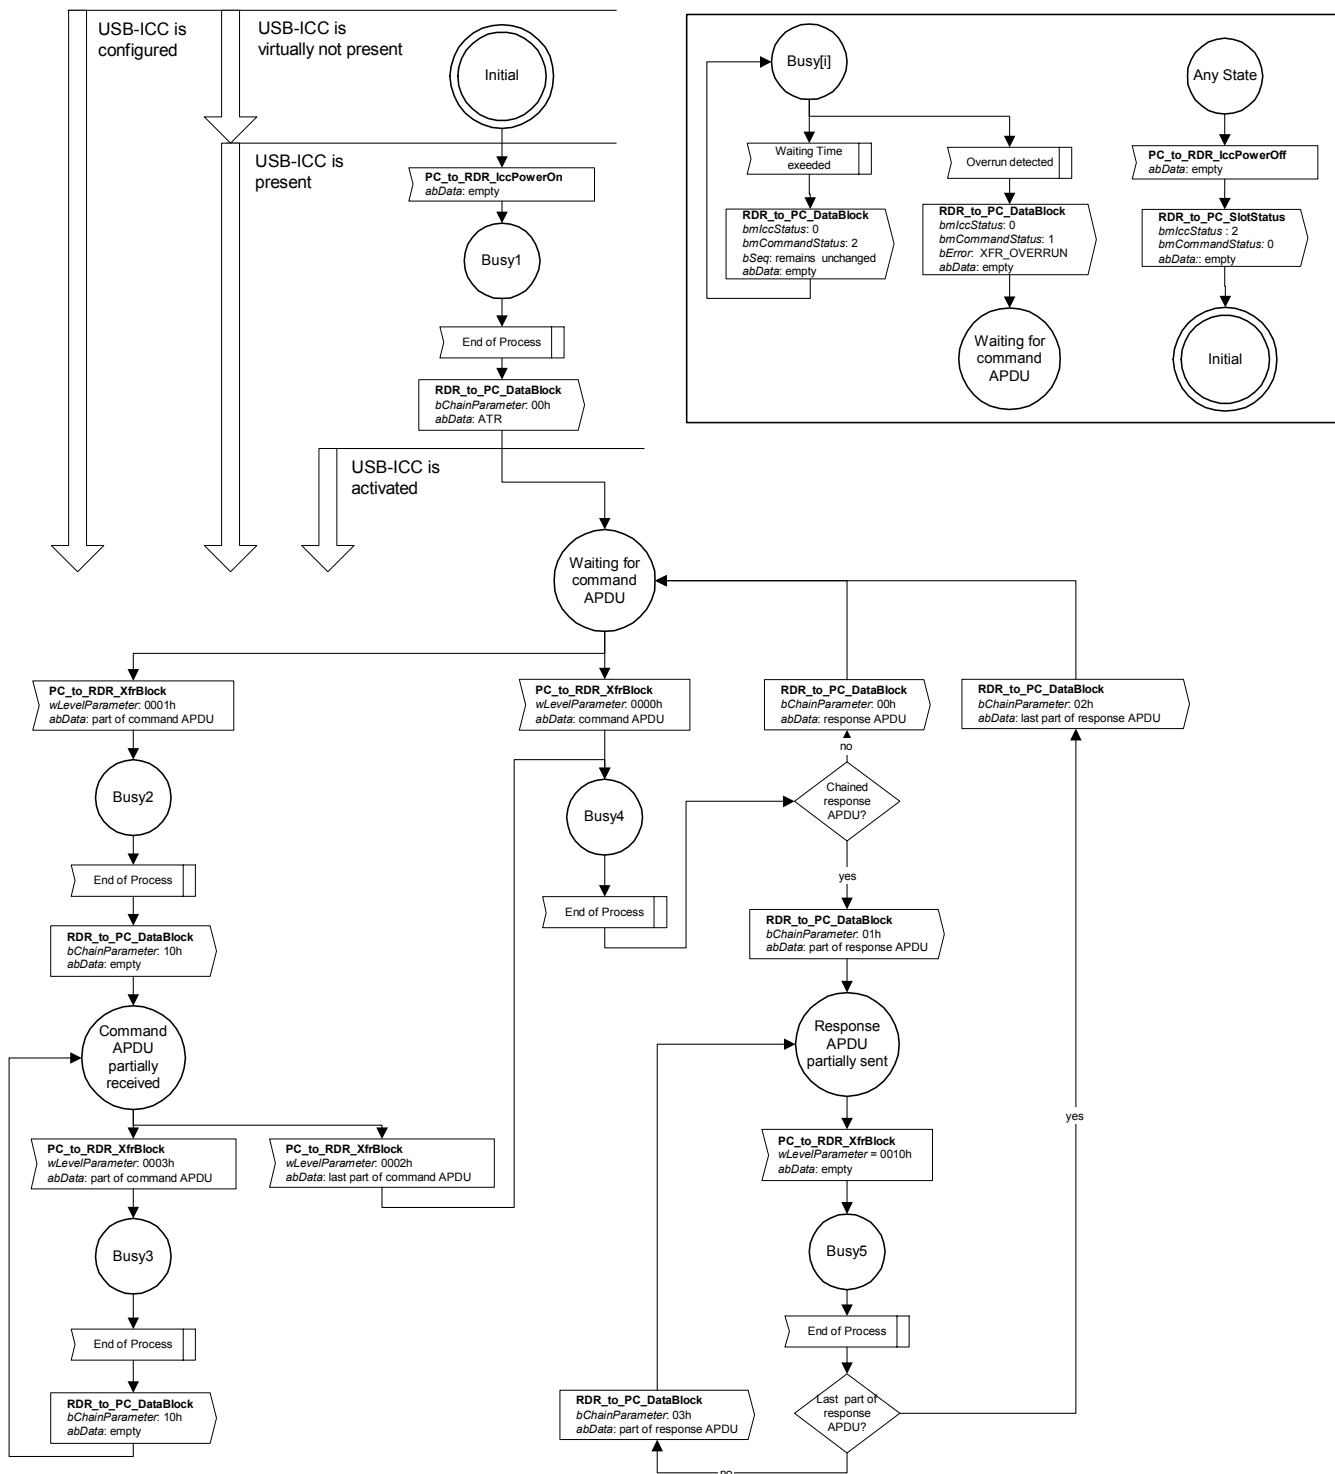 USB-ICC is
configured
USB-ICC is
virtually not present
Initial
USB-ICC is
present
PC_to_RDR_IccPowerOn
abData: empty
Busy1
End of Process
RDR_to_PC_DataBlock
bChainParameter: 00h
abData: ATR
USB-ICC is
activated
Busy[i]
Waiting Time
exeeded
RDR_to_PC_DataBlock
bmIccStatus: 0
bmCommandStatus: 2
bSeq: remains unchanged
abData: empty
Overrun detected
RDR_to_PC_DataBlock
bmIccStatus: 0
bmCommandStatus: 1
bError: XFR_OVERRUN
abData: empty
Waiting for
command
APDU
Any State
PC_to_RDR_IccPowerOff
abData: empty
RDR_to_PC_SlotStatus
bmIccStatus : 2
bmCommandStatus: 0
abData:: empty
Initial
Waiting for
command
APDU
PC_to_RDR_XfrBlock
wLevelParameter: 0001h
abData: part of command APDU
Busy2
End of Process
RDR_to_PC_DataBlock
bChainParameter: 10h
abData: empty
Command
APDU
partially
received
PC_to_RDR_XfrBlock
wLevelParameter: 0003h
abData: part of command APDU
Busy3
End of Process
RDR_to_PC_DataBlock
bChainParameter: 10h
abData: empty
PC_to_RDR_XfrBlock
wLevelParameter: 0002h
abData: last part of command APDU
PC_to_RDR_XfrBlock
wLevelParameter: 0000h
abData: command APDU
Busy4
End of Process
RDR_to_PC_DataBlock
bChainParameter: 00h
abData: response APDU
no
Chained
response
APDU?
yes
RDR_to_PC_DataBlock
bChainParameter: 01h
abData: part of response APDU
Response
APDU
partially sent
PC_to_RDR_XfrBlock
wLevelParameter = 0010h
abData: empty
Busy5
End of Process
Last part of
response
APDU?
no
RDR_to_PC_DataBlock
bChainParameter: 03h
abData: part of response APDU
yes
RDR_to_PC_DataBlock
bChainParameter: 02h
abData: last part of response APDU